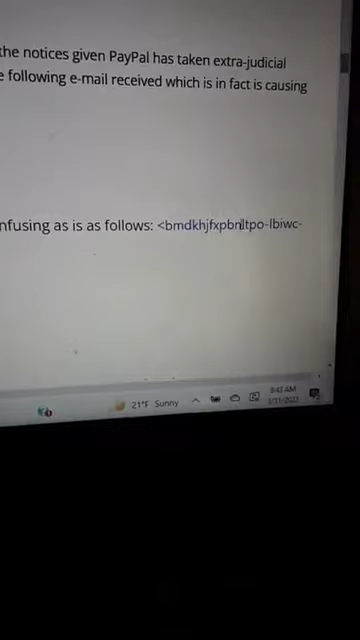 the notices given PayPal has taken extra-judicial
e following e-mail received which is in fact is causing
nfusing as is as follows: <bmdkhjfxpbnltpo-lbiwc-
21°F Sunny